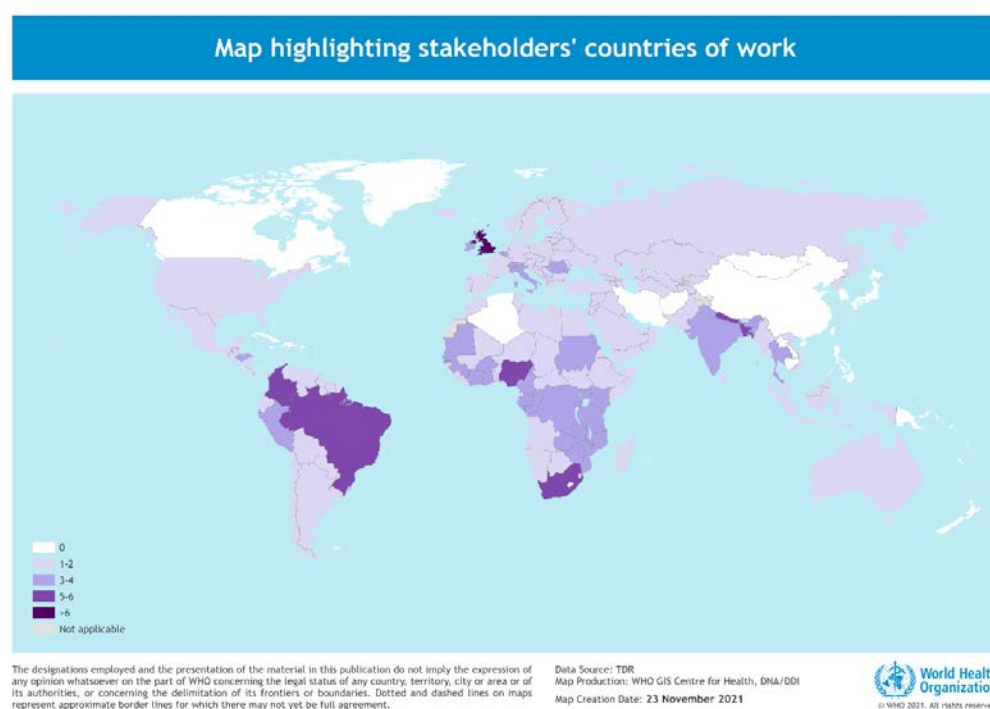 Map highlighting stakeholders' countries of work
0
1-2
3-4
5-6
>6
Not applicable
The designations employed and the presentation of the material in this publication do not imply the expression of
any opinion whatsoever on the part of WHO concerning the legal status of any country, territory, city or area or of
its authorities, or concerning the delimitation of its frontiers or boundaries. Dotted and dashed lines on maps
represent approximate border lines for which there may not yet be full agreement.
Data Source: TDR
Map Production: WHO GIS Centre for Health, DNA/DDI
Map Creation Date: 23 November 2021
World Healt
Organizatio
© WHO 2021. All rights reserve